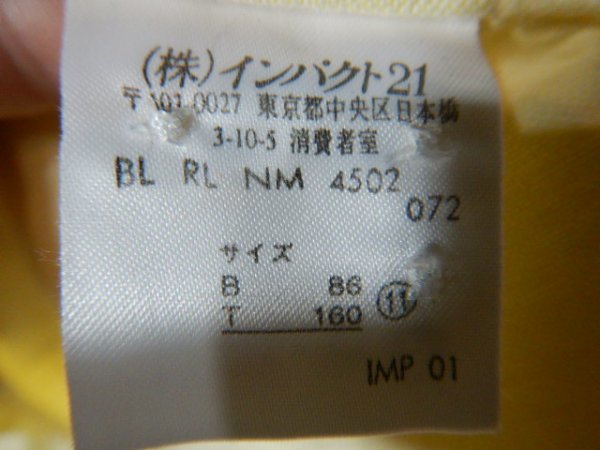 (株)インパクト21
〒103-0027 東京都中央区日本橋
3-10-5 消費者室
BL RL NM 4502
072
サイズ
B 86
T 160 ⑪
IMP 01